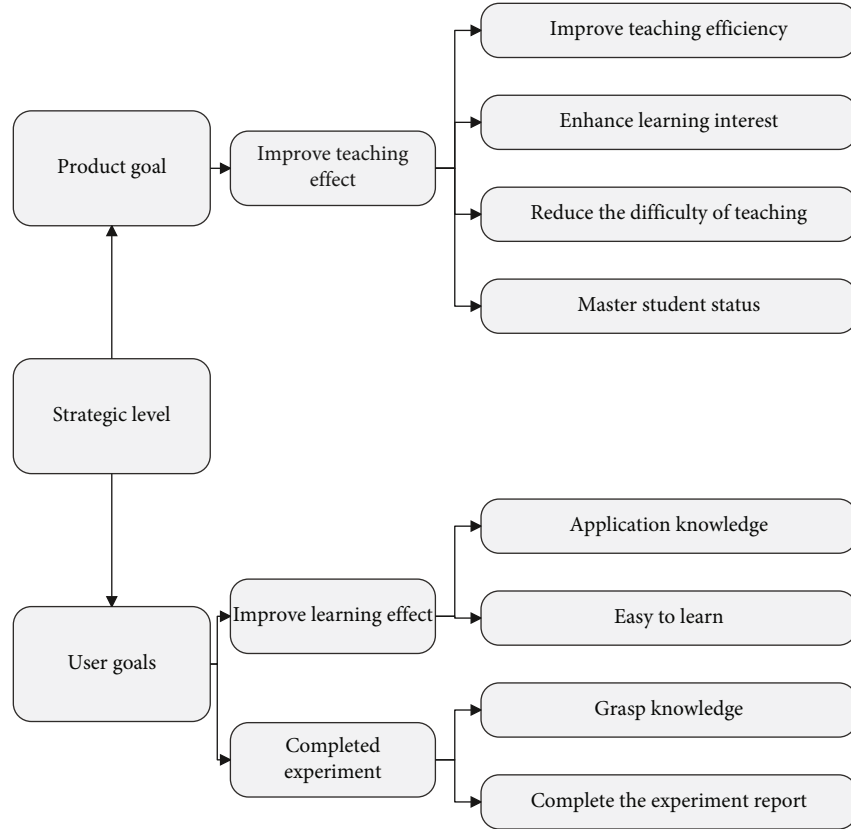 Improve teaching efficiency
Enhance learning interest
Product goal
Improve teaching
effect
Reduce the difficulty of teaching
Master student status
Strategic level
Application knowledge
Improve learning effect
Easy to learn
User goals
Grasp knowledge
Completed
experiment
Complete the experiment report